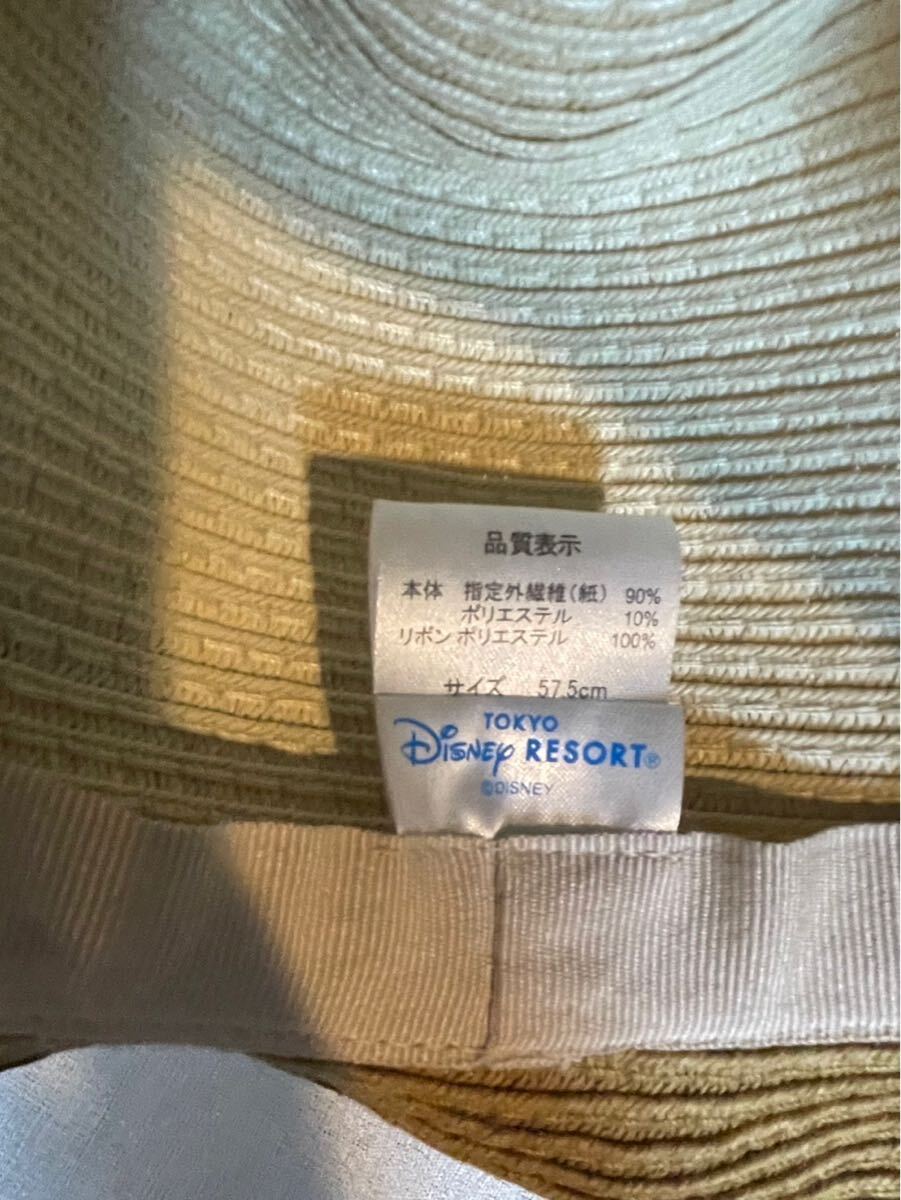 品質表示
本体 指定外繊維(紙) 90%
ポリエステル 10%
リボン ポリエステル 100%
サイズ 57.5cm
TOKYO
Disney RESORT®
©DISNEY